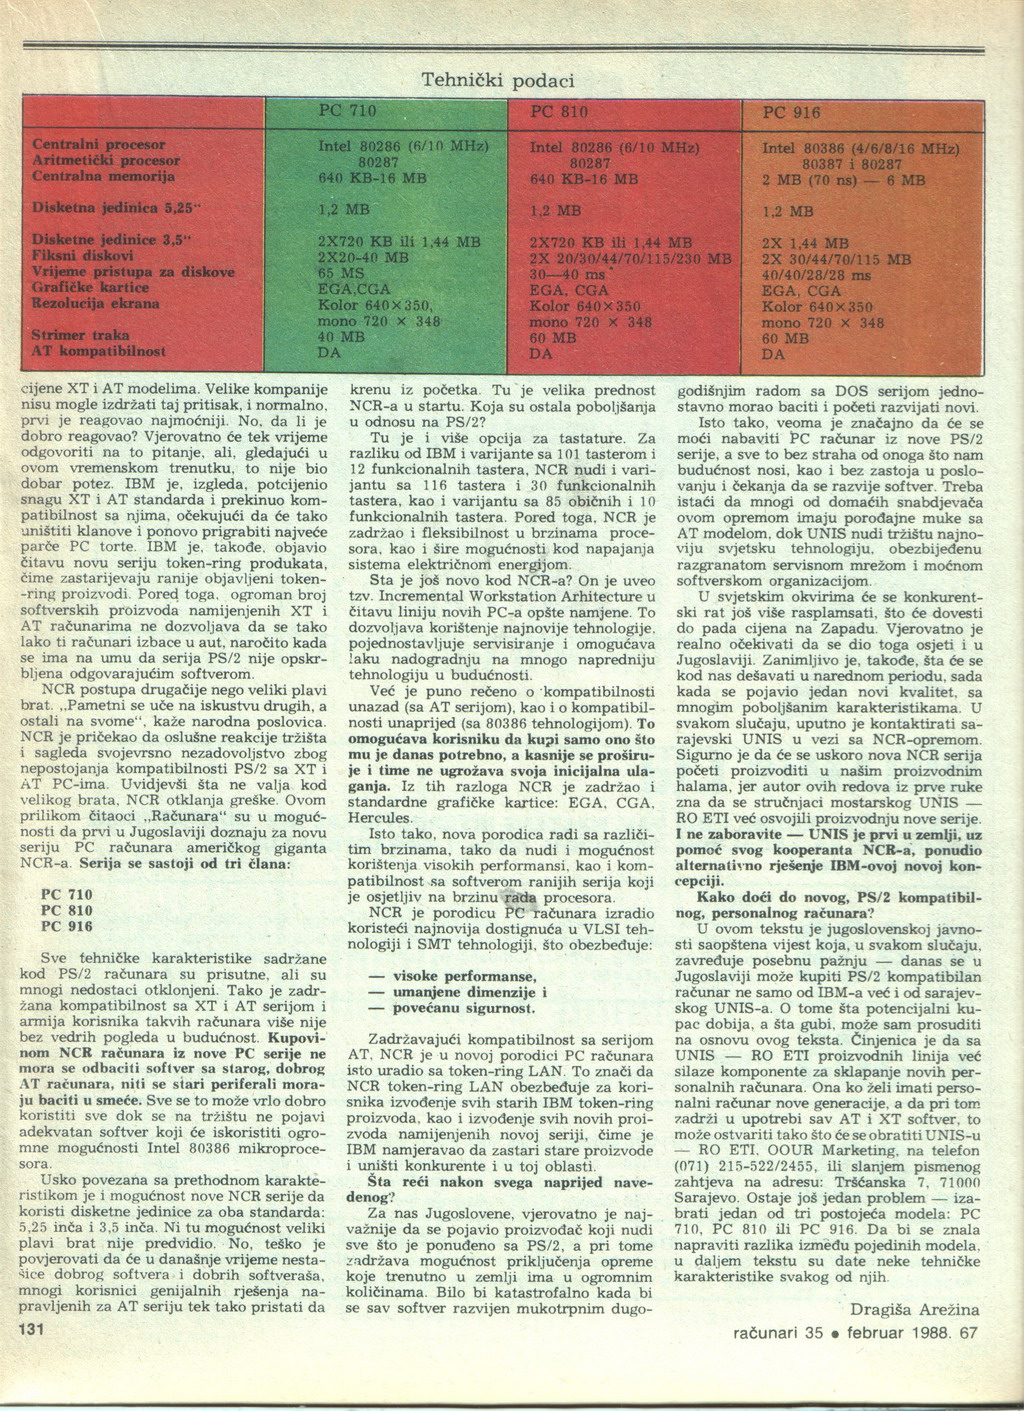 Tehnički podaci
PC 710
PC 810
PC 916
Centralni procesor
Intel 80286 (6/10 MHz)
Intel 80286 (6/10 MHz)
Intel 80386 (4/6/8/16 MHz)
Aritmetički procesor
80287
80287
80387 i 80287
Centralna memorija
640 KB-16 MB
640 KB-16 MB
2 MB (70 ns) — 6 MB
Disketna jedinica 5,25"
1,2 MB
1,2 MB
1,2 MB
Disketne jedinice 3,5"
2X720 KB ili 1,44 MB
2X720 KB ili 1,44 MB
2X 1,44 MB
Fiksni diskovi
2X20-40 MB
2X 20/30/44/70/115/230 MB
2X 30/44/70/115 MB
Vrijeme pristupa za diskove
65 MS
30—40 ms
40/40/28/28 ms
Grafičke kartice
EGA,CGA
EGA, CGA
EGA, CGA
Rezolucija ekrana
Kolor 640×350,
Kolor 640×350
Kolor 640×350
mono 720 × 348
mono 720 × 348
mono 720 × 348
Strimer traka
40 MB
60 MB
60 MB
AT kompatibilnost
DA
DA
DA
cijene XT i AT modelima. Velike kompanije
nisu mogle izdržati taj pritisak, i normalno,
prvi je reagovao najmoćniji. No, da li je
dobro reagovao? Vjerovatno će tek vrijeme
odgovoriti na to pitanje, ali, gledajući u
ovom vremenskom trenutku, to nije bio
dobar potez. IBM je, izgleda, potcijenio
snagu XT i AT standarda i prekinuo kom-
patibilnost sa njima, očekujući da će tako
uništiti klanove i ponovo prigrabiti najveće
parče PC torte. IBM je, takođe, objavio
čitavu novu seriju token-ring produkata,
čime zastarijevaju ranije objavljeni token-
-ring proizvodi. Pored toga, ogroman broj
softverskih proizvoda namijenjenih XT i
AT računarima ne dozvoljava da se tako
lako ti računari izbace u aut, naročito kada
se ima na umu da serija PS/2 nije opskr-
bljena odgovarajućim softverom.
NCR postupa drugačije nego veliki plavi
brat. „Pametni se uče na iskustvu drugih, a
ostali na svome“, kaže narodna poslovica.
NCR je pričekao da oslušne reakcije tržišta
i sagleda svojevrsno nezadovoljstvo zbog
nepostojanja kompatibilnosti PS/2 sa XT i
AT PC-ima. Uvidjevši šta ne valja kod
velikog brata, NCR otklanja greške. Ovom
prilikom čitaoci „Računara“ su u moguć-
nosti da prvi u Jugoslaviji doznaju za novu
seriju PC računara američkog giganta
NCR-a. Serija se sastoji od tri člana:
PC 710
PC 810
PC 916
Sve tehničke karakteristike sadržane
kod PS/2 računara su prisutne, ali su
mnogi nedostaci otklonjeni. Tako je zadr-
žana kompatibilnost sa XT i AT serijom i
armija korisnika takvih računara više nije
bez vedrih pogleda u budućnost. Kupovi-
nom NCR računara iz nove PC serije ne
mora se odbaciti softver sa starog, dobrog
AT računara, niti se stari periferali mora-
ju baciti u smeće. Sve se to može vrlo dobro
koristiti sve dok se na tržištu ne pojavi
adekvatan softver koji će iskoristiti ogro-
mne mogućnosti Intel 80386 mikroproce-
sora.
Usko povezana sa prethodnom karakte-
ristikom je i mogućnost nove NCR serije da
koristi disketne jedinice za oba standarda:
5,25 inča i 3,5 inča. Ni tu mogućnost veliki
plavi brat nije predvidio. No, teško je
povjerovati da će u današnje vrijeme nesta-
šice dobrog softvera i dobrih softveraša,
mnogi korisnici genijalnih rješenja na-
pravljenih za AT seriju tek tako pristati da
krenu iz početka. Tu je velika prednost
NCR-a u startu. Koja su ostala poboljšanja
u odnosu na PS/2?
Tu je i više opcija za tastature. Za
razliku od IBM i varijante sa 101 tasterom i
12 funkcionalnih tastera, NCR nudi i vari-
jantu sa 116 tastera i 30 funkcionalnih
tastera, kao i varijantu sa 85 običnih i 10
funkcionalnih tastera. Pored toga, NCR je
zadržao i fleksibilnost u brzinama proce-
sora, kao i šire mogućnosti kod napajanja
sistema električnom energijom.
Šta je još novo kod NCR-a? On je uveo
tzv. Incremental Workstation Arhitecture u
čitavu liniju novih PC-a opšte namjene. To
dozvoljava korištenje najnovije tehnologije,
pojednostavljuje servisiranje i omogućava
laku nadogradnju na mnogo napredniju
tehnologiju u budućnosti.
Već je puno rečeno o kompatibilnosti
unazad (sa AT serijom), kao i o kompatibil-
nosti unaprijed (sa 80386 tehnologijom). To
omogućava korisniku da kupi samo ono što
mu je danas potrebno, a kasnije se proširu-
je i time ne ugrožava svoja inicijalna ula-
ganja. Iz tih razloga NCR je zadržao i
standardne grafičke kartice: EGA, CGA,
Hercules.
Isto tako, nova porodica radi sa različi-
tim brzinama, tako da nudi i mogućnost
korištenja visokih performansi, kao i kom-
patibilnost sa softverom ranijih serija koji
je osjetljiv na brzinu rada procesora.
NCR je porodicu PC računara izradio
koristeći najnovija dostignuća u VLSI teh-
nologiji i SMT tehnologiji, što obezbeđuje:
— visoke performanse,
— umanjene dimenzije i
— povećanu sigurnost.
Zadržavajući kompatibilnost sa serijom
AT, NCR je u novoj porodici PC računara
isto uradio sa token-ring LAN. To znači da
NCR token-ring LAN obezbeđuje za kori-
snika izvođenje svih starih IBM token-ring
proizvoda, kao i izvođenje svih novih proi-
zvoda namijenjenih novoj seriji, čime je
IBM namjeravao da zastari stare proizvode
i uništi konkurente i u toj oblasti.
Šta reći nakon svega naprijed nave-
denog?
Za nas Jugoslovene, vjerovatno je naj-
važnije da se pojavio proizvođač koji nudi
sve što je ponuđeno sa PS/2, a pri tome
zadržava mogućnost priključenja opreme
koje trenutno u zemlji ima u ogromnim
količinama. Bilo bi katastrofalno kada bi
se sav softver razvijen mukotrpnim dugo-
godišnjim radom sa DOS serijom jedno-
stavno morao baciti i početi razvijati novi.
Isto tako, veoma je značajno da će se
moći nabaviti PC računar iz nove PS/2
serije, a sve to bez straha od onoga što nam
budućnost nosi, kao i bez zastoja u poslo-
vanju i čekanja da se razvije softver. Treba
istaći da mnogi od domaćih snabdjevača
ovom opremom imaju porođajne muke sa
AT modelom, dok UNIS nudi tržištu najno-
viju svjetsku tehnologiju, obezbijeđenu
razgranatom servisnom mrežom i moćnom
softverskom organizacijom.
U svjetskim okvirima će se konkurent-
ski rat još više rasplamsati, što će dovesti
do pada cijena na Zapadu. Vjerovatno je
realno očekivati da se dio toga osjeti i u
Jugoslaviji. Zanimljivo je, takođe, šta će se
kod nas dešavati u narednom periodu, sada
kada se pojavio jedan novi kvalitet, sa
mnogim poboljšanim karakteristikama. U
svakom slučaju, uputno je kontaktirati sa-
rajevski UNIS u vezi sa NCR-opremom.
Sigurno je da će se uskoro nova NCR serija
početi proizvoditi u našim proizvodnim
halama, jer autor ovih redova iz prve ruke
zna da se stručnjaci mostarskog UNIS —
RO ETI već osvojili proizvodnju nove serije.
I ne zaboravite — UNIS je prvi u zemlji, uz
pomoć svog kooperanta NCR-a, ponudio
alternativno rješenje IBM-ovoj novoj kon-
cepciji.
Kako doći do novog, PS/2 kompatibil-
nog, personalnog računara?
U ovom tekstu je jugoslovenskoj javno-
sti saopštena vijest koja, u svakom slučaju,
zavređuje posebnu pažnju — danas se u
Jugoslaviji može kupiti PS/2 kompatibilan
računar ne samo od IBM-a već i od sarajev-
skog UNIS-a. O tome šta potencijalni ku-
pac dobija, a šta gubi, može sam prosuditi
na osnovu ovog teksta. Činjenica je da sa
UNIS — RO ETI proizvodnih linija već
silaze komponente za sklapanje novih per-
sonalnih računara. Ona ko želi imati perso-
nalni računar nove generacije, a da pri tom
zadrži u upotrebi sav AT i XT softver, to
može ostvariti tako što će se obratiti UNIS-u
— RO ETI, OOUR Marketing, na telefon
(071) 215-522/2455, ili slanjem pismenog
zahtjeva na adresu: Tršćanska 7, 71000
Sarajevo. Ostaje još jedan problem — iza-
brati jedan od tri postojeća modela: PC
710, PC 810 ili PC 916. Da bi se znala
napraviti razlika između pojedinih modela,
u daljem tekstu su date neke tehničke
karakteristike svakog od njih.
Dragiša Arežina
131
računari 35 • februar 1988. 67